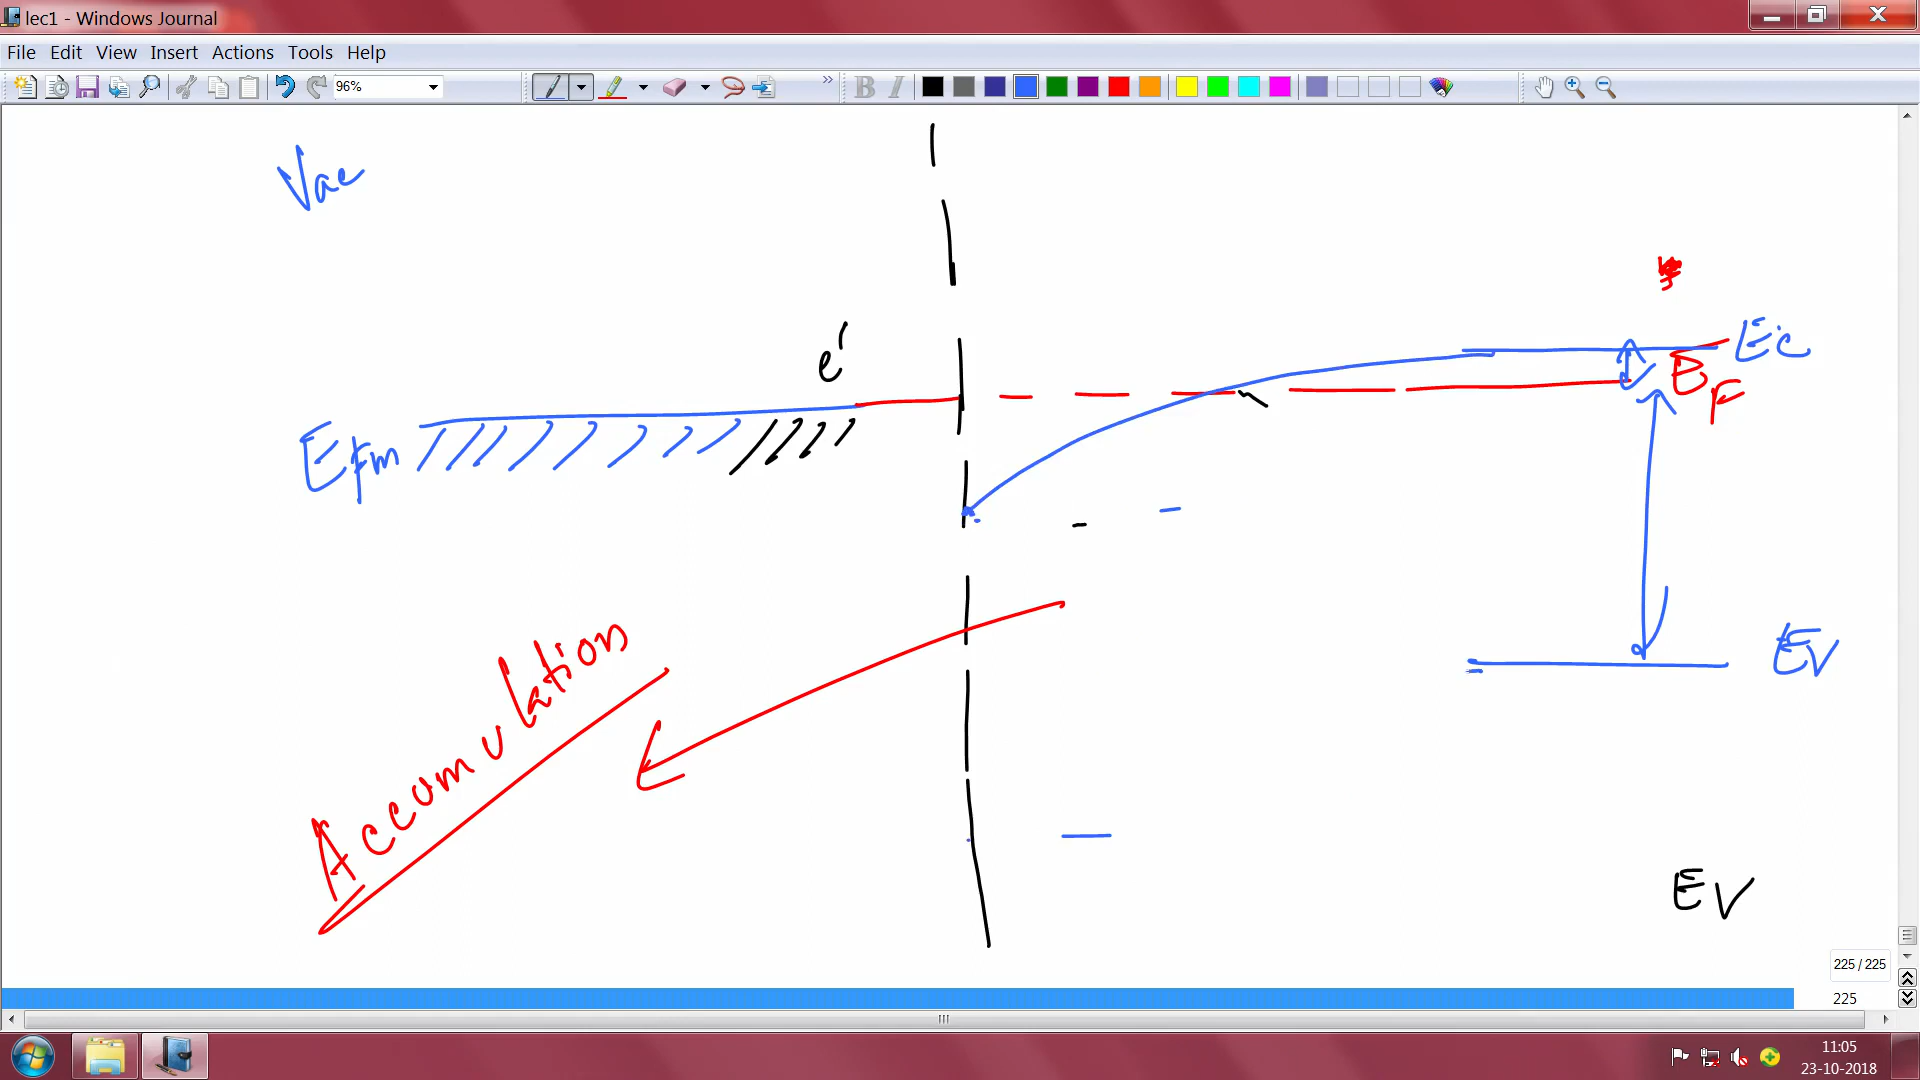 lec1 - Windows Journal
File Edit View Insert Actions Tools Help
96%
B I
Vac
e'
Ec
EF
Efm
Accumulation
Ev
Ev
225 / 225
225
11:05
23-10-2018